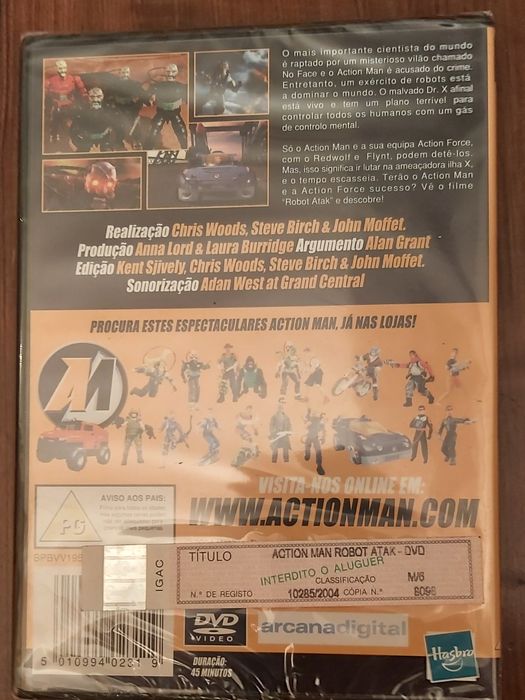 O mais importante cientista do mundo
é raptado por um misterioso vilão chamado
No Face e o Action Man é acusado do crime.
Entretanto, um exército de robots está
a dominar o mundo. O malvado Dr. X afinal
está vivo e tem um plano terrível para
controlar todos os humanos com um gás
de controlo mental.
Só o Action Man e a sua equipa Action Force,
com o Redwolf e Flynt, podem detê-los.
Mas, isso significa ir lutar na ameaçadora ilha X,
e o tempo escasseia. Terão o Action Man
e a Action Force sucesso? Vê o filme
"Robot Atak" e descobre!
Realização Chris Woods, Steve Birch & John Moffet.
Produção Anna Lord & Laura Burridge Argumento Alan Grant
Edição Kent Sjively, Chris Woods, Steve Birch & John Moffet.
Sonorização Adan West at Grand Central
PROCURA ESTES ESPECTACULARES ACTION MAN, JÁ NAS LOJAS!
AM
VISITA-NOS ONLINE EM:
WWW.ACTIONMAN.COM
PG
AVISO AOS PAIS:
IGAC
TÍTULO ACTION MAN ROBOT ATAK - DVD
INTERDITO O ALUGUER
CLASSIFICAÇÃO M/6
N.º DE REGISTO 10285/2004 CÓPIA N.º 8098
DVD
VIDEO
arcanadigital
Hasbro
5 010994 0231 9
DURAÇÃO:
45 MINUTOS